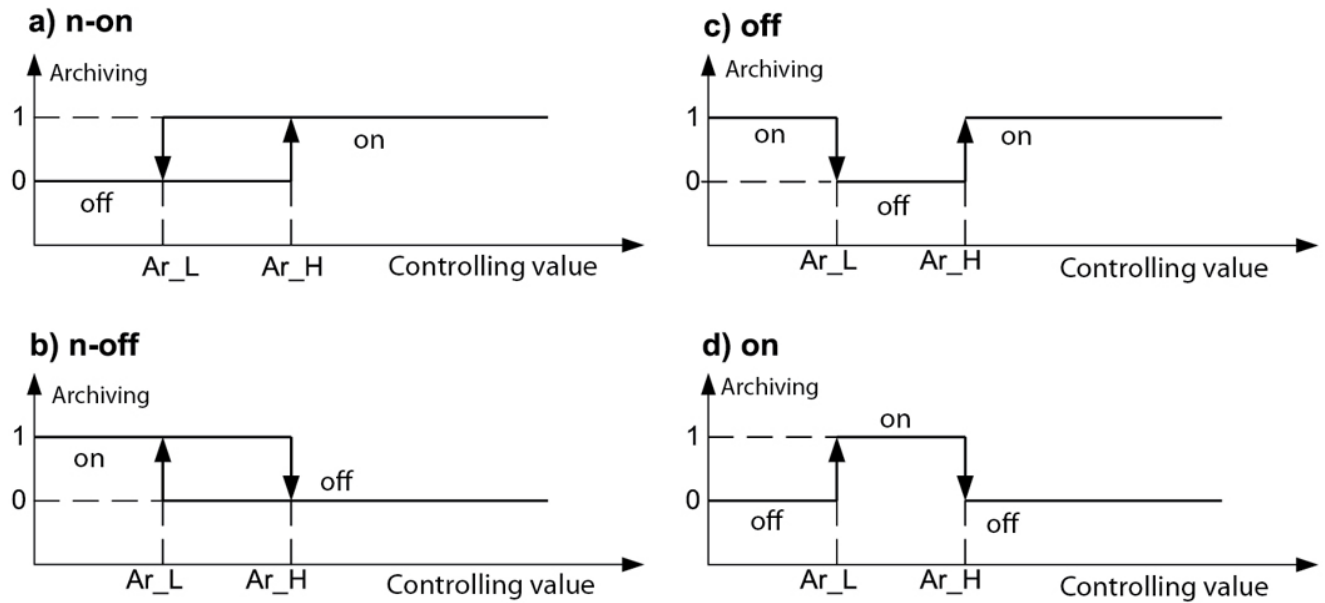 a) n-on
Archiving
1
on
0
off
Ar_L
Ar_H
Controlling value
c) off
Archiving
1
on
on
0
off
Ar_L
Ar_H
Controlling value
b) n-off
Archiving
1
on
off
0
Ar_L
Ar_H
Controlling value
d) on
Archiving
on
1
0
off
off
Ar_L
Ar_H
Controlling value